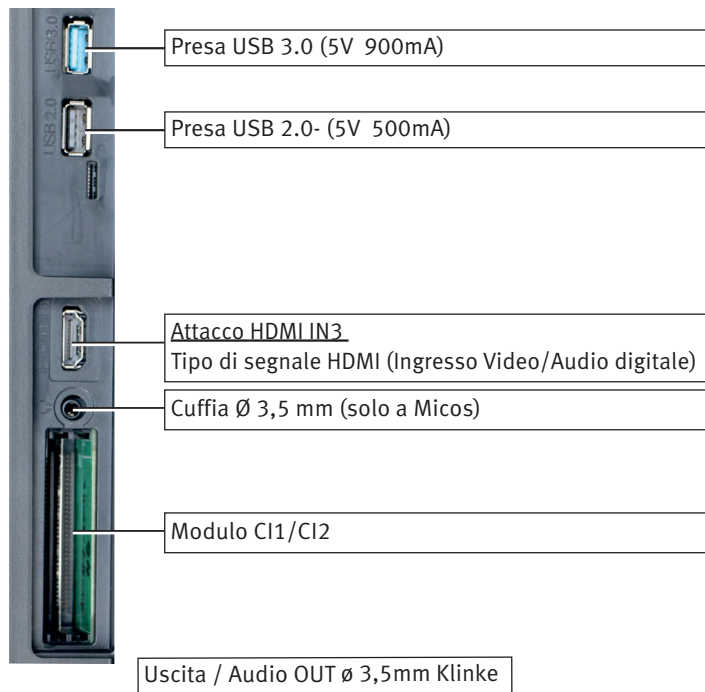 USB 3.0
Presa USB 3.0 (5V 900mA)
USB 2.0
Presa USB 2.0- (5V 500mA)
Attacco HDMI IN3
Tipo di segnale HDMI (Ingresso Video/Audio digitale)
Cuffia Ø 3,5 mm (solo a Micos)
Modulo CI1/CI2
Uscita / Audio OUT ø 3,5mm Klinke